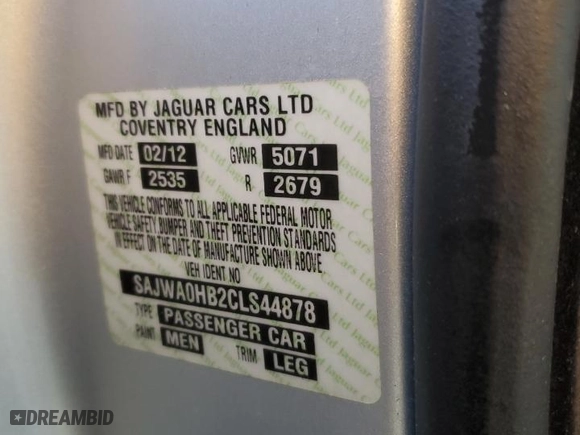 MFD BY JAGUAR CARS LTD
COVENTRY ENGLAND
MFD DATE 02/12 GVWR 5071
GAWR F 2535 R 2679
THIS VEHICLE CONFORMS TO ALL APPLICABLE FEDERAL MOTOR
VEHICLE SAFETY BUMPER AND THEFT PREVENTION STANDARDS
IN EFFECT ON THE DATE OF MANUFACTURE SHOWN ABOVE
VEH IDENT NO
SAJWA0HB2CLS44878
TYPE PASSENGER CAR
PAINT MEN TRIM LEG
DREAMBID